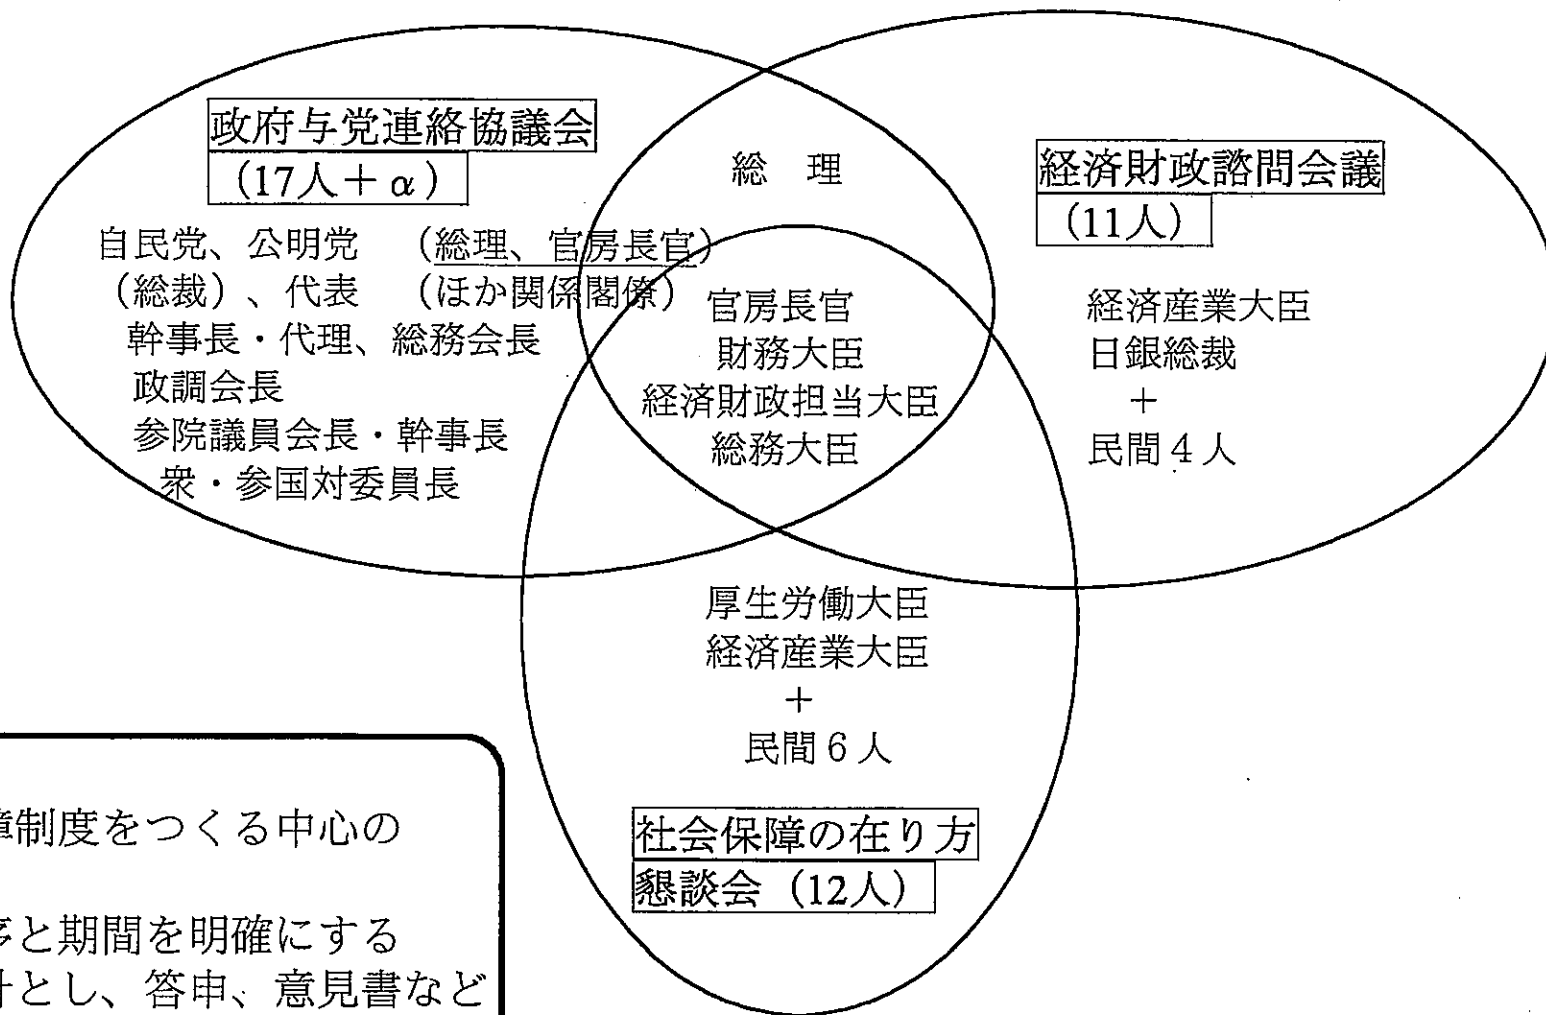 政府与党連絡協議会
(17人+α)
自民党、公明党 (総理、官房長官)
(総裁)、代表 (ほか関係閣僚)
幹事長・代理、総務会長
政調会長
参院議員会長・幹事長
衆・参国対委員長
総 理
官房長官
財務大臣
経済財政担当大臣
総務大臣
経済財政諮問会議
(11人)
経済産業大臣
日銀総裁
+
民間4人
厚生労働大臣
経済産業大臣
+
民間6人
社会保障の在り方
懇談会 (12人)
障制度をつくる中心の
序と期間を明確にする
とし、答申、意見書など